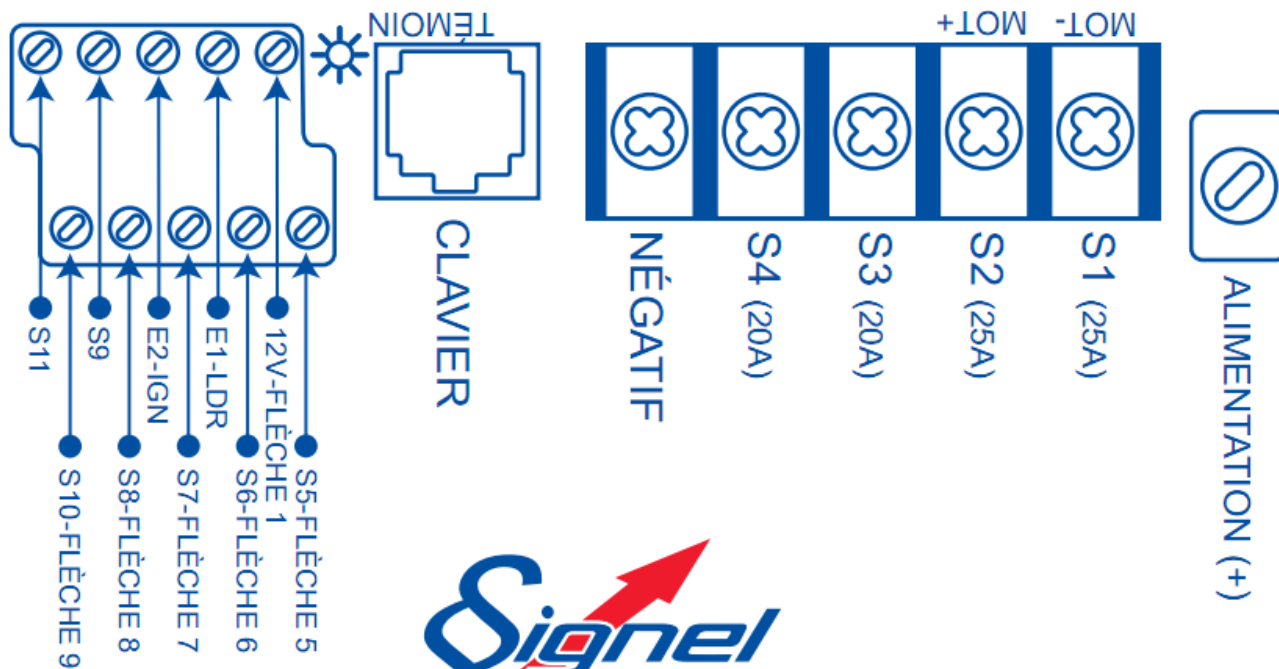 TÉMOIN
MOT+
MOT-
CLAVIER
NÉGATIF
S4 (20A)
S3 (20A)
S2 (25A)
S1 (25A)
ALIMENTATION (+)
S11
S9
E2-IGN
E1-LDR
12V-FLÈCHE 1
S10-FLÈCHE 9
S8-FLÈCHE 8
S7-FLÈCHE 7
S6-FLÈCHE 6
S5-FLÈCHE 5
Signel